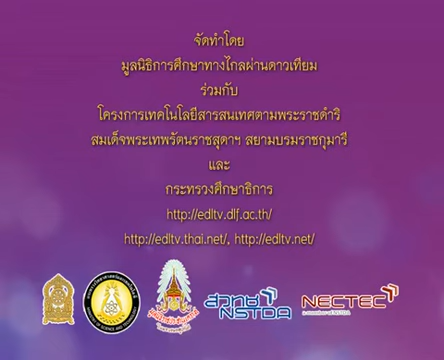 จัดทำโดย
มูลนิธิการศึกษาทางไกลผ่านดาวเทียม
ร่วมกับ
โครงการเทคโนโลยีสารสนเทศตามพระราชดำริ
สมเด็จพระเทพรัตนราชสุดาฯ สยามบรมราชกุมารี
และ
กระทรวงศึกษาธิการ
http://edltv.dlf.ac.th/
http://edltv.thai.net/, http://edltv.net/
สวทช NSTDA
NECTEC
a member of NSTDA